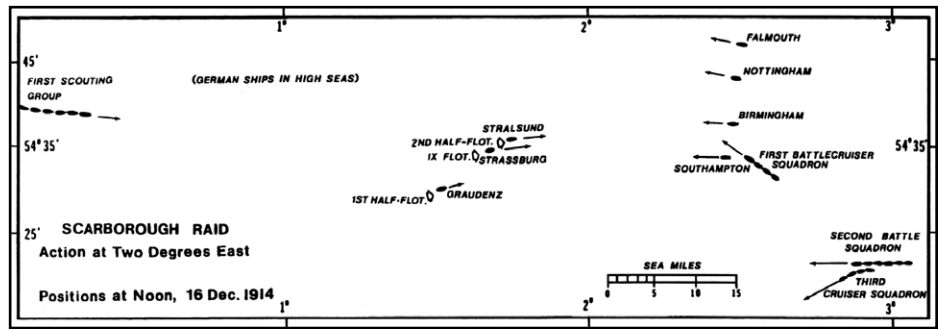 1° 2° 3°
FALMOUTH
45'
NOTTINGHAM
FIRST SCOUTING
GROUP
(GERMAN SHIPS IN HIGH SEAS)
BIRMINGHAM
STRALSUND
2ND HALF-FLOT.
54°35' 54°35'
IX FLOT. STRASSBURG
FIRST BATTLECRUISER
SQUADRON
SOUTHAMPTON
1ST HALF-FLOT. GRAUDENZ
SCARBOROUGH RAID
25'
SECOND BATTLE
SQUADRON
Action at Two Degrees East
SEA MILES
0 5 10 15
THIRD
CRUISER SQUADRON
Positions at Noon, 16 Dec. 1914
1° 2° 3°